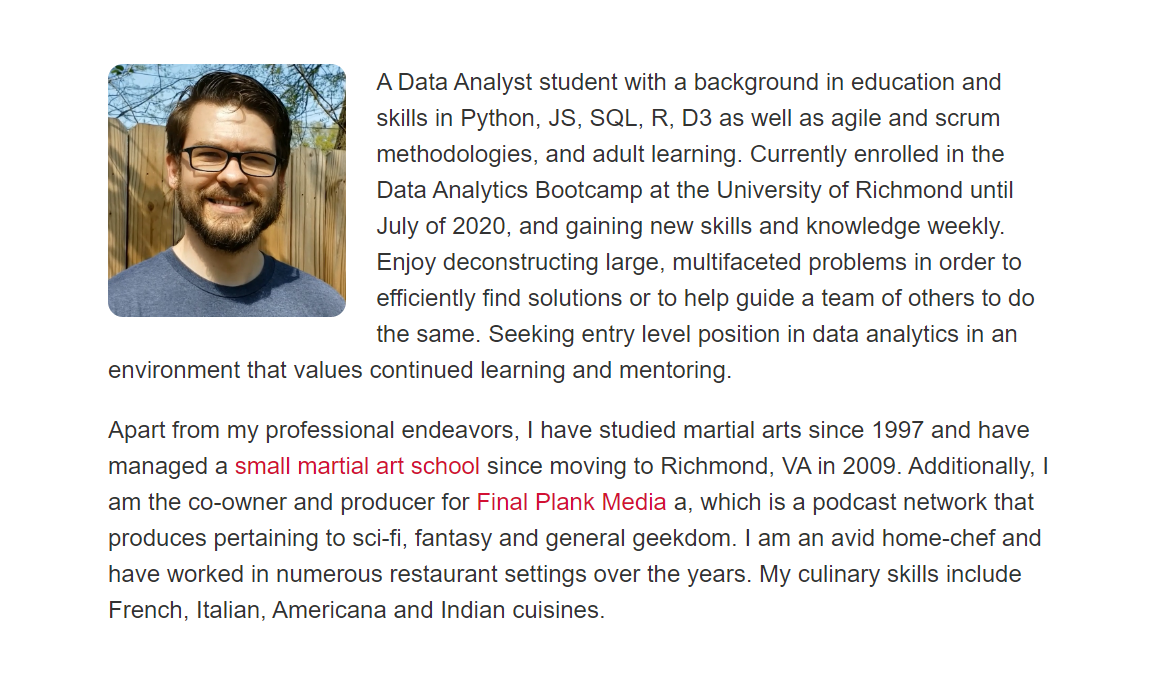 A Data Analyst student with a background in education and
skills in Python, JS, SQL, R, D3 as well as agile and scrum
methodologies, and adult learning. Currently enrolled in the
Data Analytics Bootcamp at the University of Richmond until
July of 2020, and gaining new skills and knowledge weekly.
Enjoy deconstructing large, multifaceted problems in order to
efficiently find solutions or to help guide a team of others to do
the same. Seeking entry level position in data analytics in an
environment that values continued learning and mentoring.
Apart from my professional endeavors, I have studied martial arts since 1997 and have
managed a small martial art school since moving to Richmond, VA in 2009. Additionally, I
am the co-owner and producer for Final Plank Media a, which is a podcast network that
produces pertaining to sci-fi, fantasy and general geekdom. I am an avid home-chef and
have worked in numerous restaurant settings over the years. My culinary skills include
French, Italian, Americana and Indian cuisines.